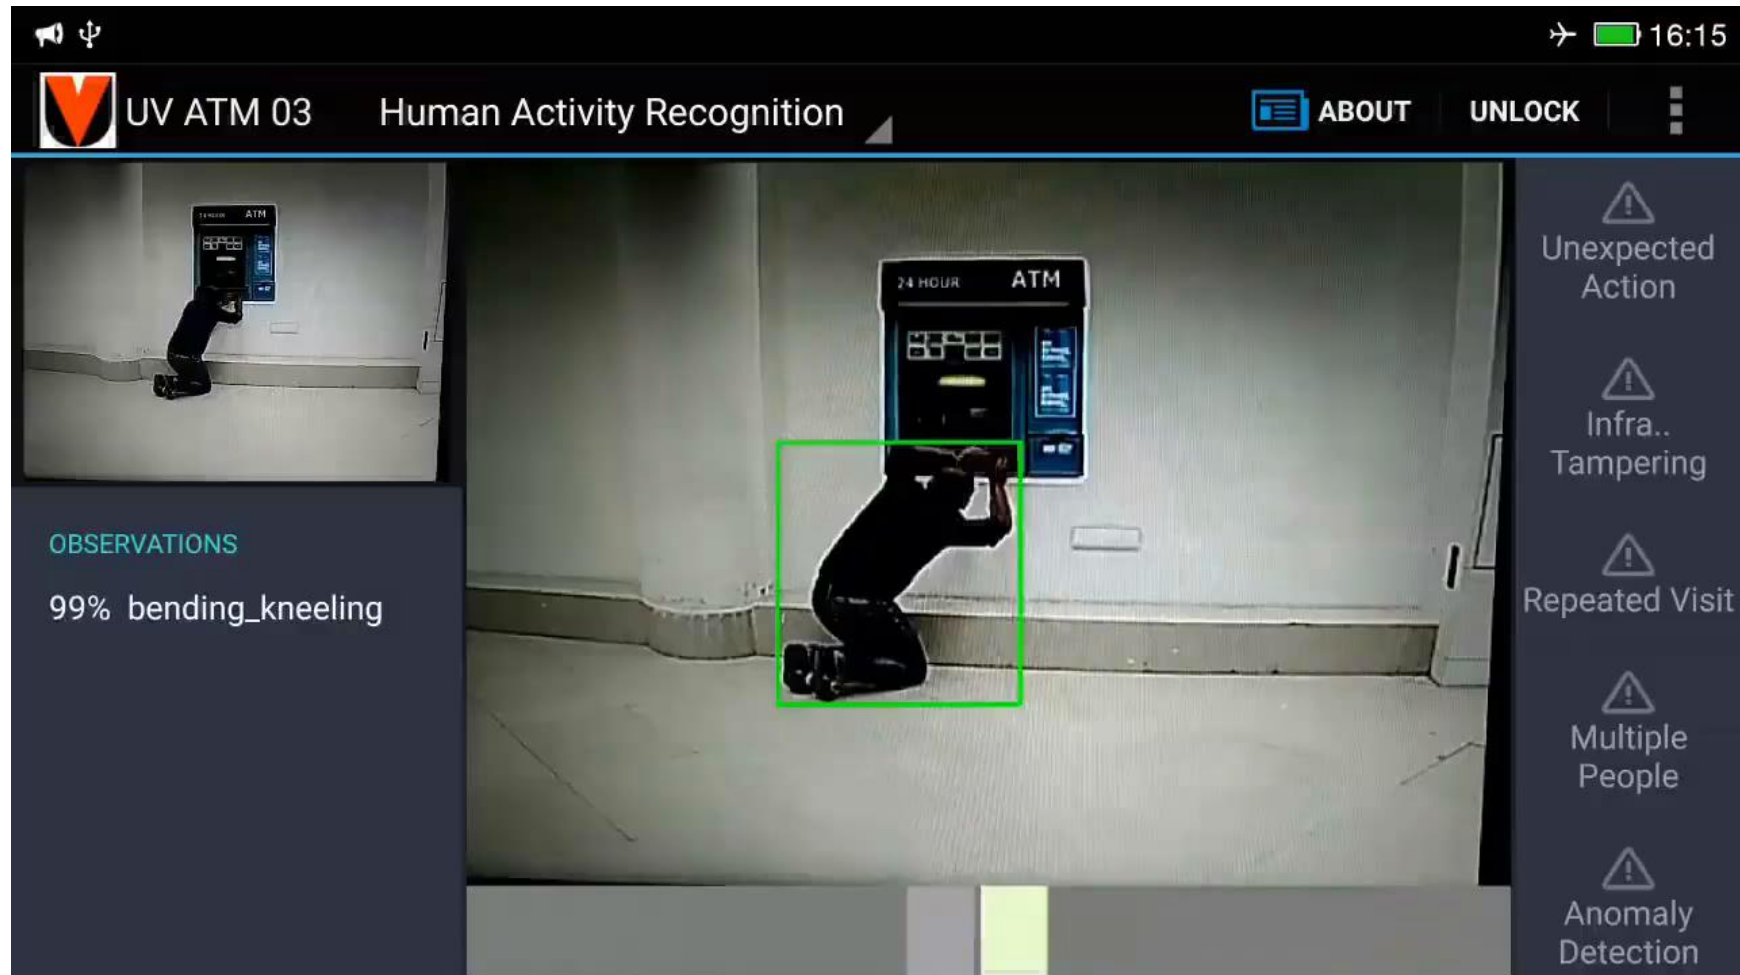 16:15
UV ATM 03
Human Activity Recognition
ABOUT
UNLOCK
ATM
24 HOUR
ATM
OBSERVATIONS
99% bending_kneeling
Unexpected
Action
Infra..
Tampering
Repeated Visit
Multiple
People
Anomaly
Detection